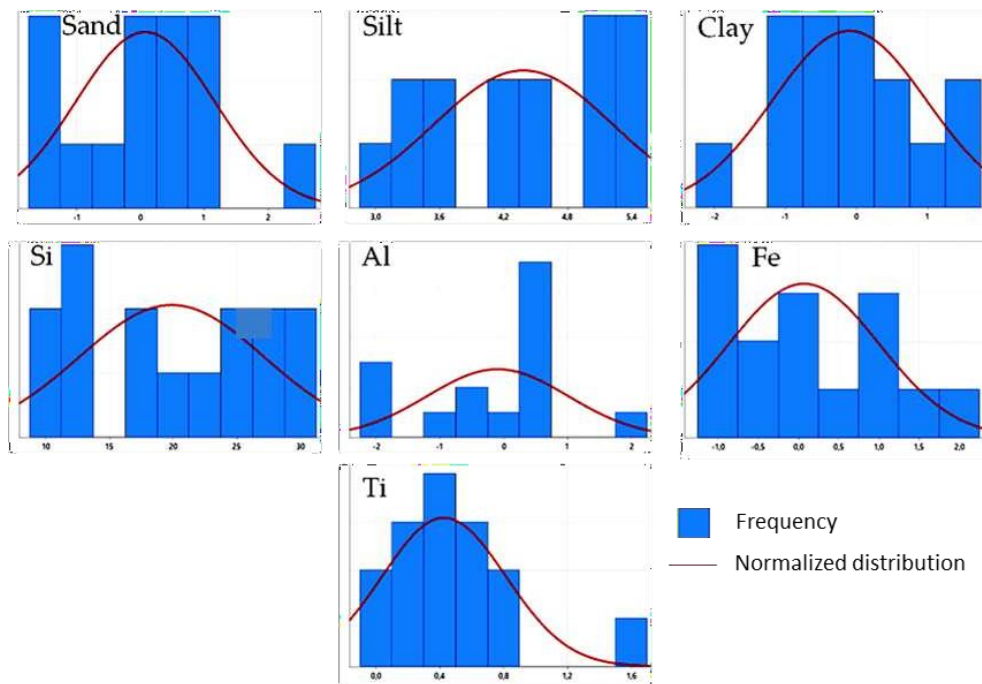 Sand
-1 0 1 2
Silt
3,0 3,6 4,2 4,8 5,4
Clay
-2 -1 0 1
Si
10 15 20 25 30
Al
-2 -1 0 1 2
Fe
-1,0 -0,5 0,0 0,5 1,0 1,5 2,0
Ti
0,0 0,4 0,8 1,2 1,6
Frequency
Normalized distribution